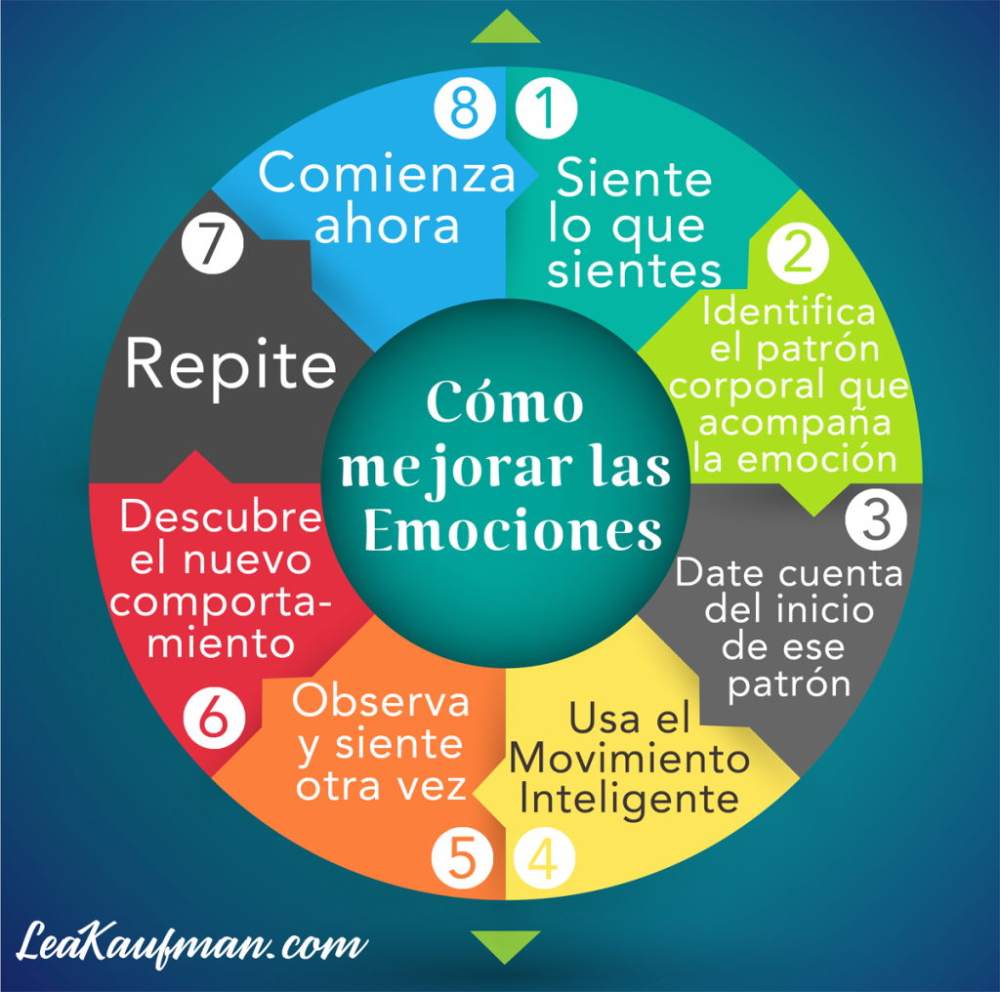 Cómo
mejorar las
Emociones
1
Siente
lo que
sientes
2
Identifica
el patrón
corporal que
acompaña
la emoción
3
Date cuenta
del inicio
de ese
patrón
4
Usa el
Movimiento
Inteligente
5
Observa
y siente
otra vez
6
Descubre
el nuevo
comporta-
miento
7
Repite
8
Comienza
ahora
LeaKaufman.com